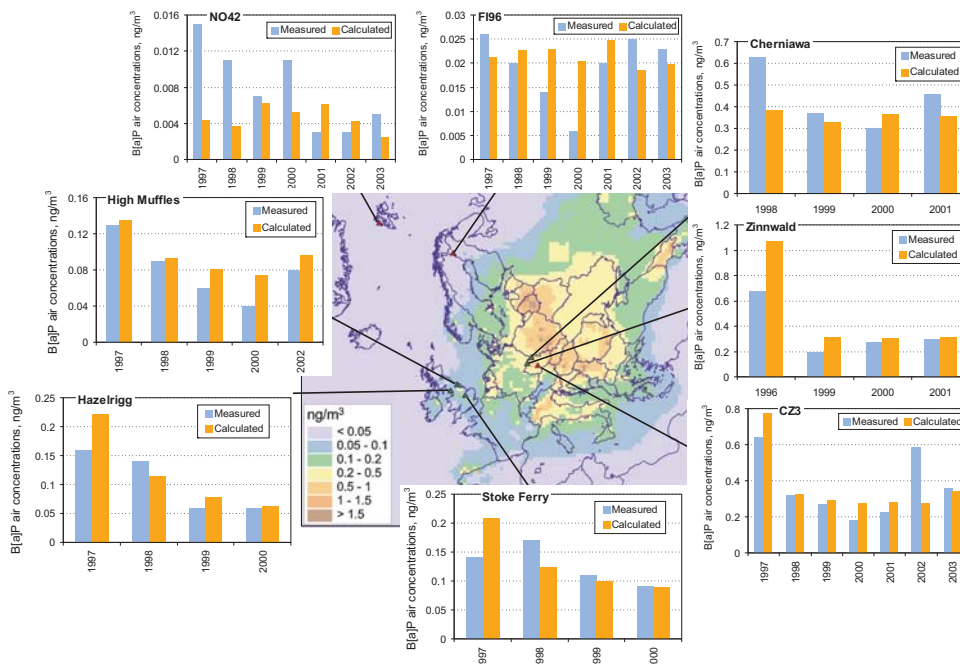 NO42
B[a]P air concentrations, ng/m³
Measured
Calculated
0.016
0.012
0.008
0.004
0
1997
1998
1999
2000
2001
2002
2003
FI96
B[a]P air concentrations, ng/m³
Measured
Calculated
0.03
0.025
0.02
0.015
0.01
0.005
0
1997
1998
1999
2000
2001
2002
2003
Cherniawa
B[a]P air concentrations, ng/m³
Measured
Calculated
0.7
0.6
0.5
0.4
0.3
0.2
0.1
0
1998
1999
2000
2001
High Muffles
B[a]P air concentrations, ng/m³
Measured
Calculated
0.16
0.12
0.08
0.04
0
1997
1998
1999
2000
2002
Zinnwald
B[a]P air concentrations, ng/m³
Measured
Calculated
1.2
1
0.8
0.6
0.4
0.2
0
1996
1999
2000
2001
Hazelrigg
B[a]P air concentrations, ng/m³
Measured
Calculated
0.25
0.2
0.15
0.1
0.05
0
1997
1998
1999
2000
ng/m³
< 0.05
0.05 - 0.1
0.1 - 0.2
0.2 - 0.5
0.5 - 1
1 - 1.5
> 1.5
CZ3
B[a]P air concentrations, ng/m³
Measured
Calculated
0.8
0.6
0.4
0.2
0
1997
1998
1999
2000
2001
2002
2003
Stoke Ferry
B[a]P air concentrations, ng/m³
Measured
Calculated
0.25
0.2
0.15
0.1
0.05
0
997
998
999
000